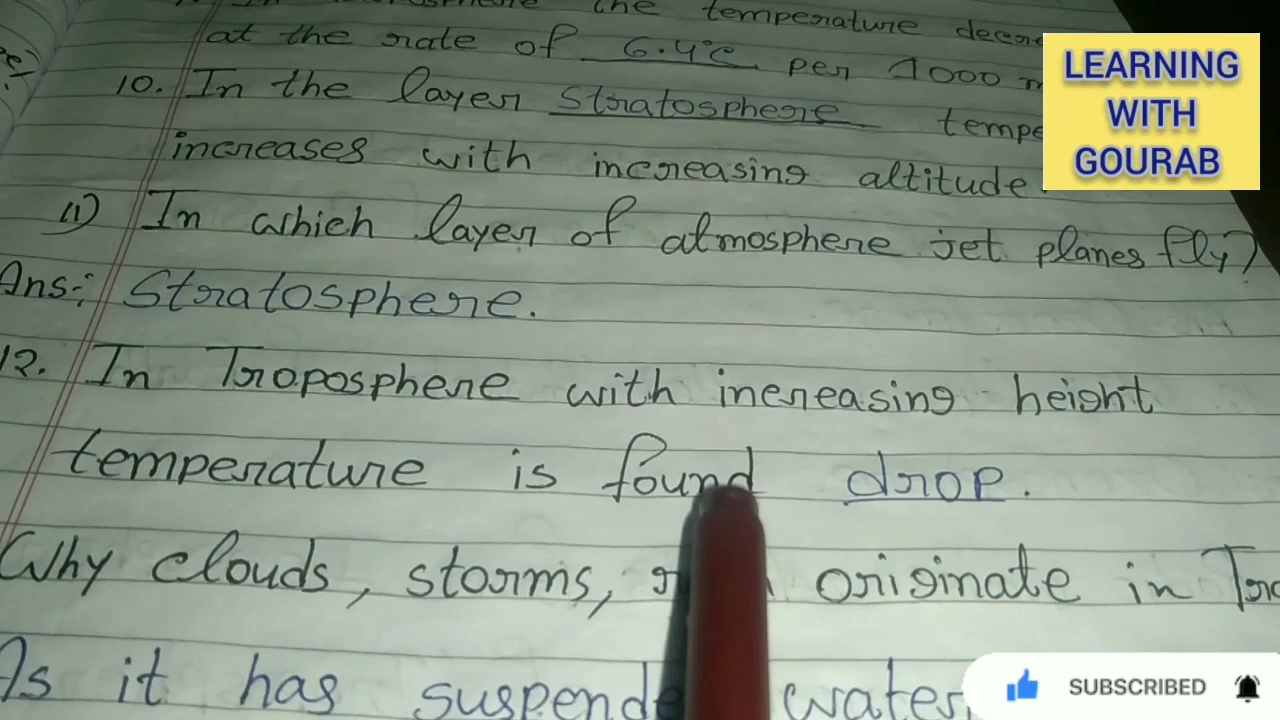 the temperature
at the rate of 6.4°c per 1000 m
10. In the layer Stratosphere tempe
increases with increasing altitude.
11) In which layer of atmosphere jet planes fly?
Ans:- Stratosphere.
12. In Troposphere with increasing height
temperature is found drop.
Why clouds, storms, originate in Tro
As it has suspende water
LEARNING
WITH
GOURAB
SUBSCRIBED